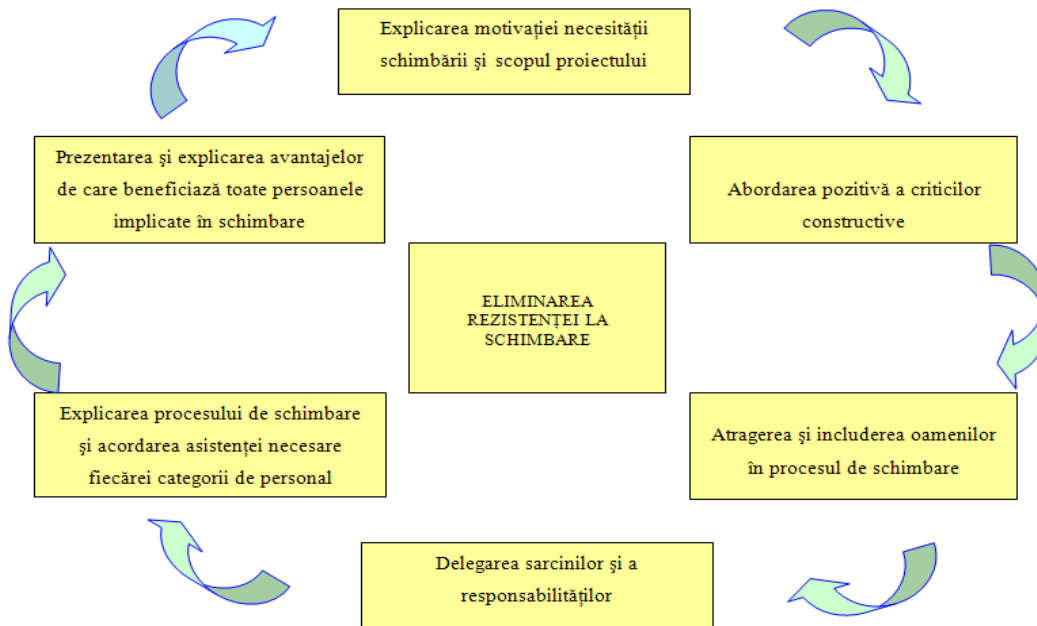 Explicarea motivației necesității
schimbării și scopul proiectului
Prezentarea şi explicarea avantajelor
de care beneficiază toate persoanele
implicate în schimbare
Abordarea pozitivă a criticilor
constructive
ELIMINAREA
REZISTENȚEI LA
SCHIMBARE
Explicarea procesului de schimbare
şi acordarea asistenței necesare
fiecărei categorii de personal
Atragerea şi includerea oamenilor
în procesul de schimbare
Delegarea sarcinilor şi a
responsabilităților